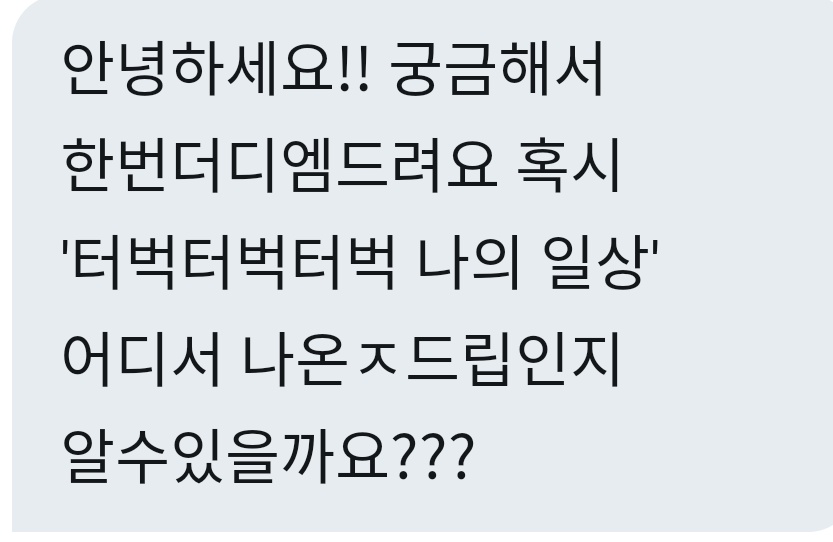 안녕하세요!! 궁금해서
한번더디엠드려요 혹시
'터벅터벅터벅 나의 일상'
어디서 나온ㅈ드립인지
알수있을까요???